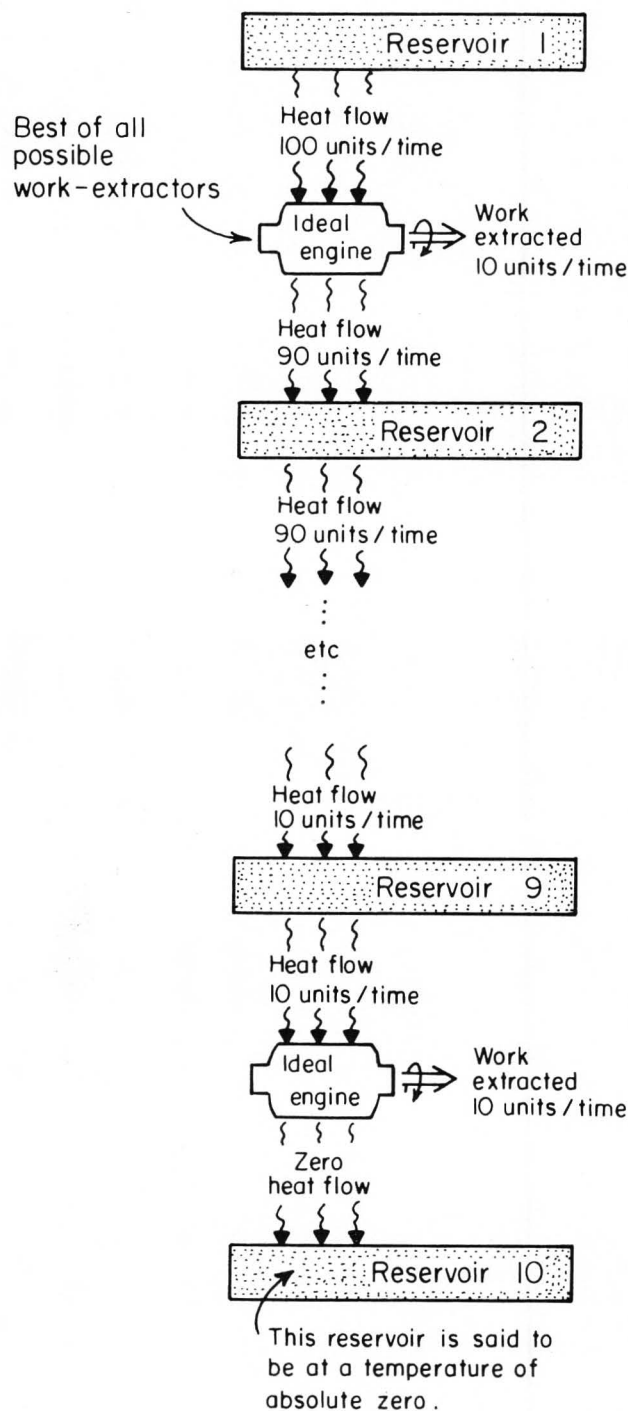 Reservoir 1
Heat flow
100 units / time
Best of all
possible
work-extractors
Ideal
engine
Work
extracted
10 units / time
Heat flow
90 units / time
Reservoir 2
Heat flow
90 units / time
etc
Heat flow
10 units / time
Reservoir 9
Heat flow
10 units / time
Ideal
engine
Work
extracted
10 units / time
Zero
heat flow
Reservoir 10
This reservoir is said to
be at a temperature of
absolute zero.